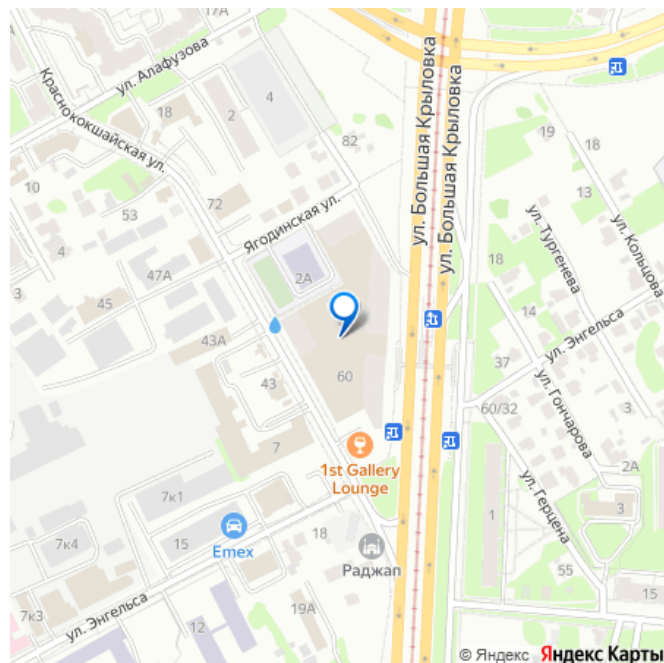 ул. Алафузова
Краснококшайская ул.
18
2
4
82
ул. Большая Крыловка
ул. Большая Крыловка
19
18
13
ул. Кольцова
10
53
72
4
Ягодинская ул.
ул. Тургенева
18
47А
2А
45
43А
14
ул. Энгельса
37
43
60
60/32
ул. Гончарова
3
7
1st Gallery
Lounge
2А
ул. Герцена
7к1
1
3
7к4
15
Emex
18
Раджап
55
15
7к3
19А
ул. Энгельса
12
© Яндекс Яндекс Карты